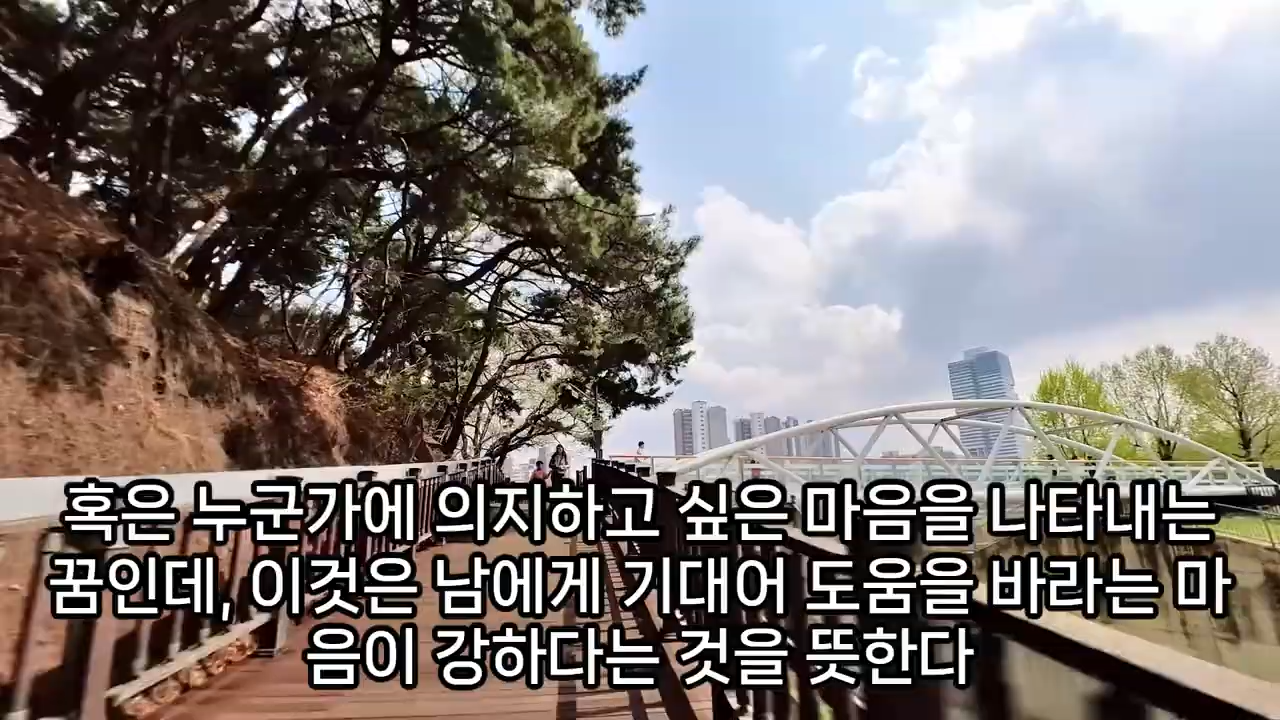 혹은 누군가에 의지하고 싶은 마음을 나타내는
꿈인데, 이것은 남에게 기대어 도움을 바라는 마
음이 강하다는 것을 뜻한다